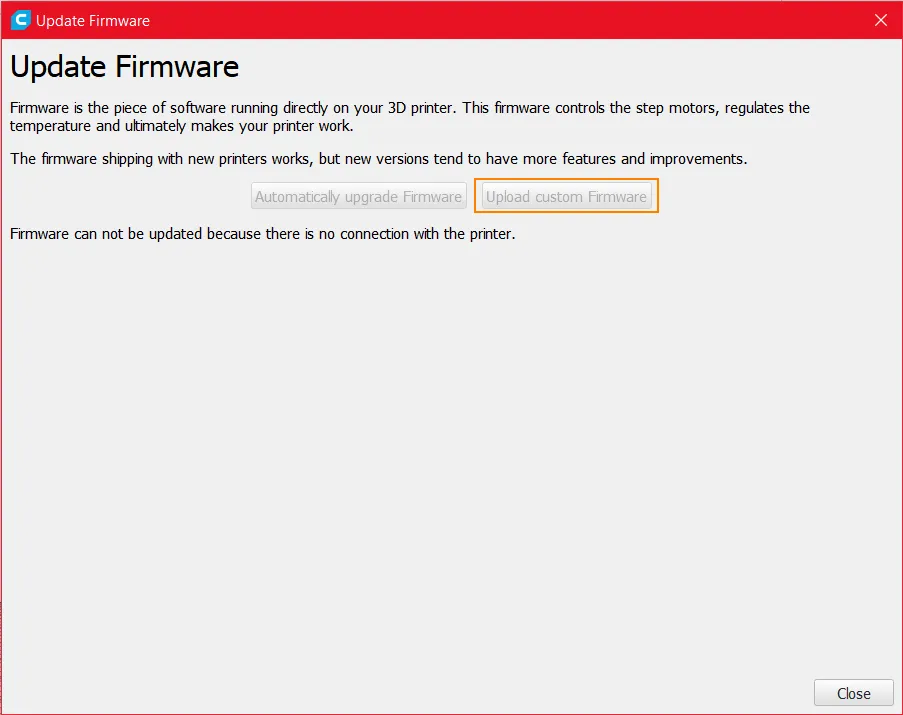 Update Firmware
Update Firmware
Firmware is the piece of software running directly on your 3D printer. This firmware controls the step motors, regulates the
temperature and ultimately makes your printer work.
The firmware shipping with new printers works, but new versions tend to have more features and improvements.
Automatically upgrade Firmware Upload custom Firmware
Firmware can not be updated because there is no connection with the printer.
Close